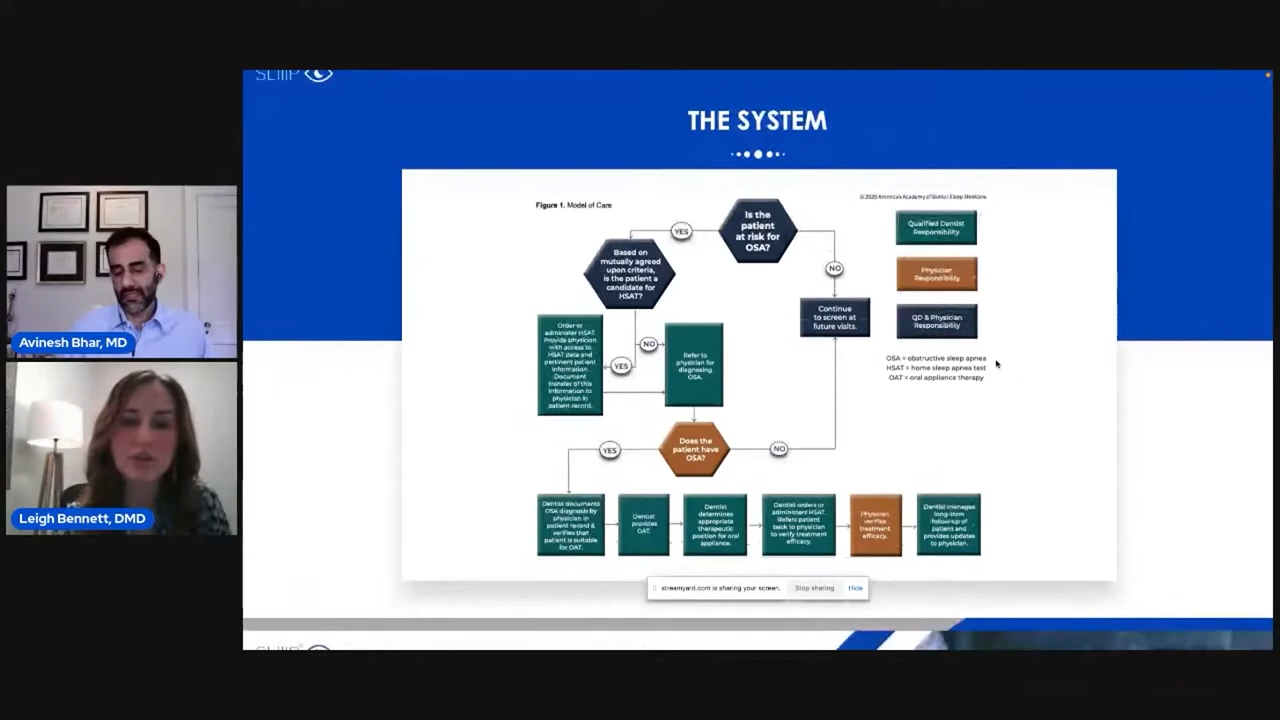 SLIIIP
THE SYSTEM
Figure 1. Model of Care
© 2020 American Academy of Dental Sleep Medicine
Is the
patient
at risk for
OSA?
YES
NO
Based on
mutually agreed
upon criteria,
is the patient a
candidate for
HSAT?
Continue
to screen at
future visits.
Qualified Dentist
Responsibility
Physician
Responsibility
QD & Physician
Responsibility
OSA = obstructive sleep apnea
HSAT = home sleep apnea test
OAT = oral appliance therapy
Order or
administer HSAT.
Provide physician
with access to
HSAT data and
pertinent patient
information.
Document
transfer of this
information to
physician in
patient record.
NO
YES
Refer to
physician for
diagnosing
OSA.
Does the
patient have
OSA?
YES
NO
Dentist documents
OSA diagnosis by
physician in
patient record &
verifies that
patient is suitable
for OAT.
Dentist
provides
OAT.
Dentist
determines
appropriate
therapeutic
position for oral
appliance.
Dentist orders or
administers HSAT.
Refers patient
back to physician
to verify treatment
efficacy.
Physician
verifies
treatment
efficacy.
Dentist manages
long-term
follow-up of
patient and
provides updates
to physician.
streamyard.com is sharing your screen.
Stop sharing
Hide
Avinesh Bhar, MD
Leigh Bennett, DMD